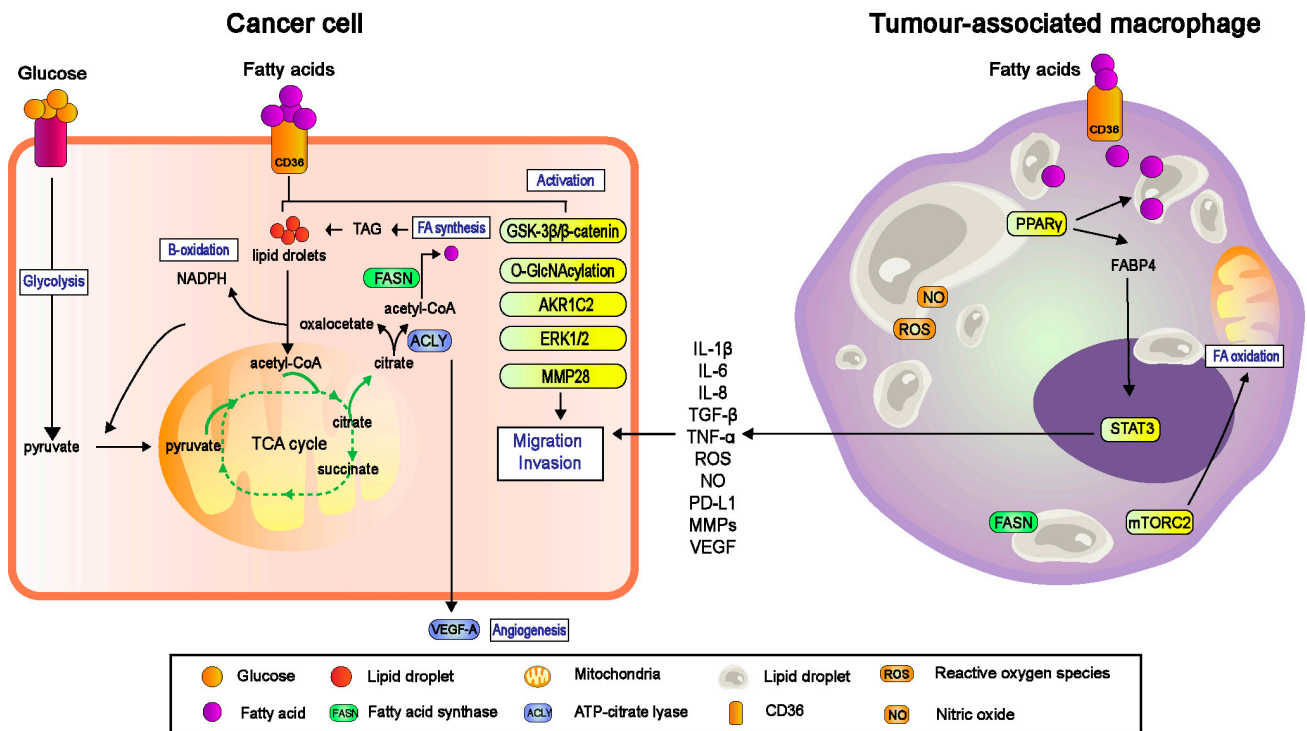 Cancer cell
Tumour-associated macrophage
Glucose
Fatty acids
CD36
Activation
GSK-3β/β-catenin
O-GlcNAcylation
AKR1C2
ERK1/2
MMP28
Migration
Invasion
lipid drolets
TAG
FA synthesis
B-oxidation
NADPH
Glycolysis
FASN
acetyl-CoA
oxalocetate
ACLY
citrate
acetyl-CoA
citrate
pyruvate
pyruvate
TCA cycle
succinate
VEGF-A
Angiogenesis
IL-1β
IL-6
IL-8
TGF-β
TNF-α
ROS
NO
PD-L1
MMPs
VEGF
Fatty acids
CD36
PPARγ
FABP4
NO
ROS
FA oxidation
STAT3
FASN
mTORC2
Glucose
Lipid droplet
Mitochondria
Lipid droplet
ROS Reactive oxygen species
Fatty acid
FASN Fatty acid synthase
ACLY ATP-citrate lyase
CD36
NO Nitric oxide